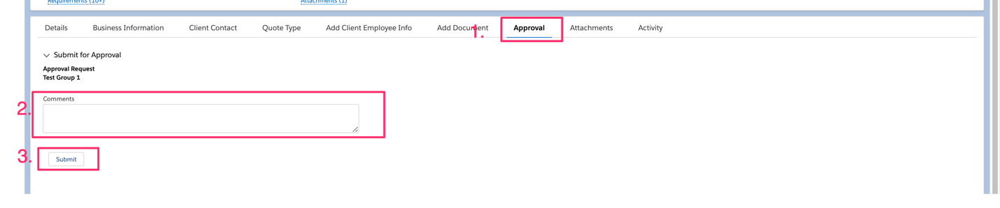 Requirements (10+) Attachments (1)
Details Business Information Client Contact Quote Type Add Client Employee Info Add Document 1. Approval Attachments Activity
Submit for Approval
Approval Request
Test Group 1
Comments
2.
3. Submit